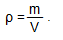 ρ = m/V .